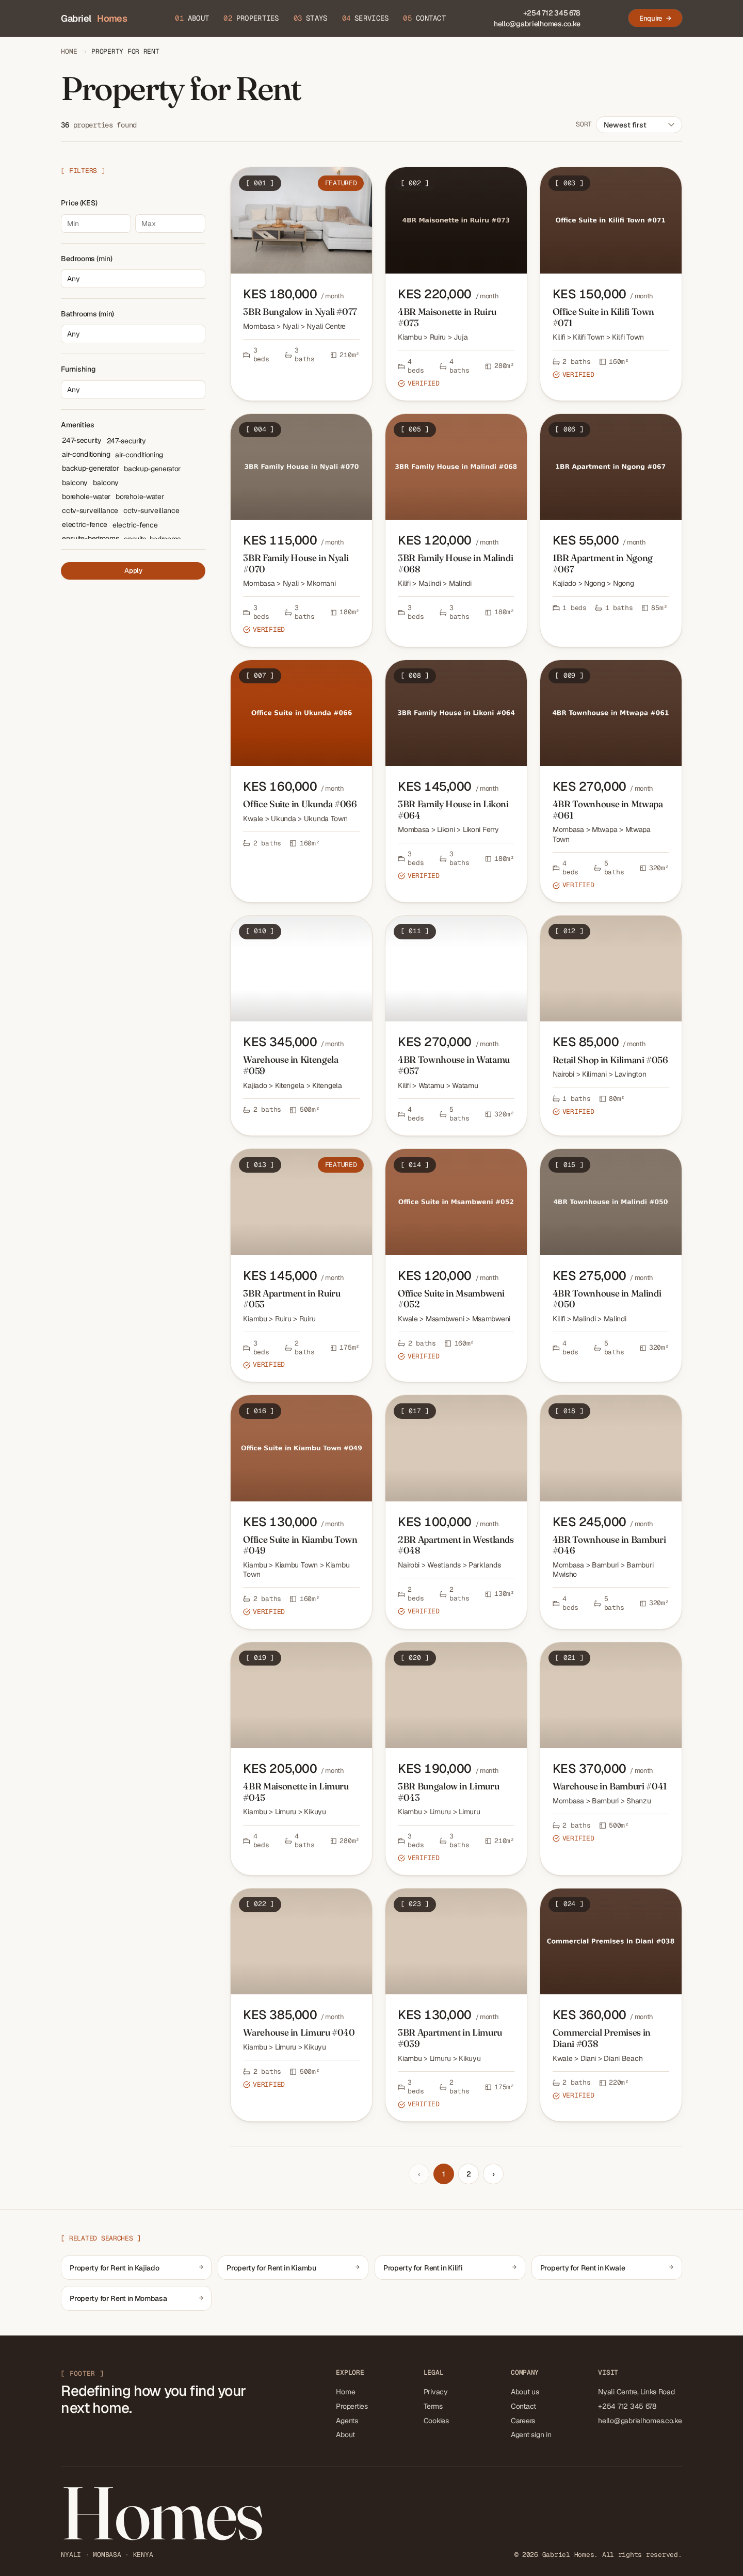 Gabriel Homes
01 ABOUT 02 PROPERTIES 03 STAYS 04 SERVICES 05 CONTACT
+254 712 345 678
hello@gabrielhomes.co.ke
Enquire →
HOME › PROPERTY FOR RENT
Property for Rent
36 properties found
SORT Newest first
[ FILTERS ]
Price (KES)
Min Max
Bedrooms (min)
Any
Bathrooms (min)
Any
Furnishing
Any
Amenities
247-security 247-security
air-conditioning air-conditioning
backup-generator backup-generator
balcony balcony
borehole-water borehole-water
cctv-surveillance cctv-surveillance
electric-fence electric-fence
Apply
[ 001 ] FEATURED
KES 180,000 / month
3BR Bungalow in Nyali #077
Mombasa > Nyali > Nyali Centre
3 beds 3 baths 210m²
[ 002 ]
4BR Maisonette in Ruiru #073
KES 220,000 / month
4BR Maisonette in Ruiru
#073
Kiambu > Ruiru > Juja
4 beds 4 baths 280m²
VERIFIED
[ 003 ]
Office Suite in Kilifi Town #071
KES 150,000 / month
Office Suite in Kilifi Town
#071
Kilifi > Kilifi Town > Kilifi Town
2 baths 160m²
VERIFIED
[ 004 ]
3BR Family House in Nyali #070
KES 115,000 / month
3BR Family House in Nyali
#070
Mombasa > Nyali > Mkomani
3 beds 3 baths 180m²
VERIFIED
[ 005 ]
3BR Family House in Malindi #068
KES 120,000 / month
3BR Family House in Malindi
#068
Kilifi > Malindi > Malindi
3 beds 3 baths 180m²
[ 006 ]
1BR Apartment in Ngong #067
KES 55,000 / month
1BR Apartment in Ngong
#067
Kajiado > Ngong > Ngong
1 beds 1 baths 85m²
[ 007 ]
Office Suite in Ukunda #066
KES 160,000 / month
Office Suite in Ukunda #066
Kwale > Ukunda > Ukunda Town
2 baths 160m²
[ 008 ]
3BR Family House in Likoni #064
KES 145,000 / month
3BR Family House in Likoni
#064
Mombasa > Likoni > Likoni Ferry
3 beds 3 baths 180m²
VERIFIED
[ 009 ]
4BR Townhouse in Mtwapa #061
KES 270,000 / month
4BR Townhouse in Mtwapa
#061
Mombasa > Mtwapa > Mtwapa
Town
4 beds 5 baths 320m²
VERIFIED
[ 010 ]
KES 345,000 / month
Warehouse in Kitengela
#059
Kajiado > Kitengela > Kitengela
2 baths 500m²
[ 011 ]
KES 270,000 / month
4BR Townhouse in Watamu
#057
Kilifi > Watamu > Watamu
4 beds 5 baths 320m²
[ 012 ]
KES 85,000 / month
Retail Shop in Kilimani #056
Nairobi > Kilimani > Lavington
1 baths 80m²
VERIFIED
[ 013 ] FEATURED
KES 145,000 / month
3BR Apartment in Ruiru
#053
Kiambu > Ruiru > Ruiru
3 beds 2 baths 175m²
VERIFIED
[ 014 ]
Office Suite in Msambweni #052
KES 120,000 / month
Office Suite in Msambweni
#052
Kwale > Msambweni > Msambweni
2 baths 160m²
VERIFIED
[ 015 ]
4BR Townhouse in Malindi #050
KES 275,000 / month
4BR Townhouse in Malindi
#050
Kilifi > Malindi > Malindi
4 beds 5 baths 320m²
[ 016 ]
Office Suite in Kiambu Town #049
KES 130,000 / month
Office Suite in Kiambu Town
#049
Kiambu > Kiambu Town > Kiambu
Town
2 baths 160m²
VERIFIED
[ 017 ]
KES 100,000 / month
2BR Apartment in Westlands
#048
Nairobi > Westlands > Parklands
2 beds 2 baths 130m²
VERIFIED
[ 018 ]
KES 245,000 / month
4BR Townhouse in Bamburi
#046
Mombasa > Bamburi > Bamburi
Mwisho
4 beds 5 baths 320m²
[ 019 ]
KES 205,000 / month
4BR Maisonette in Limuru
#045
Kiambu > Limuru > Kikuyu
4 beds 4 baths 280m²
[ 020 ]
KES 190,000 / month
3BR Bungalow in Limuru
#043
Kiambu > Limuru > Limuru
3 beds 3 baths 210m²
VERIFIED
[ 021 ]
KES 370,000 / month
Warehouse in Bamburi #041
Mombasa > Bamburi > Shanzu
2 baths 500m²
VERIFIED
[ 022 ]
KES 385,000 / month
Warehouse in Limuru #040
Kiambu > Limuru > Kikuyu
2 baths 500m²
VERIFIED
[ 023 ]
KES 130,000 / month
3BR Apartment in Limuru
#039
Kiambu > Limuru > Kikuyu
3 beds 2 baths 175m²
VERIFIED
[ 024 ]
Commercial Premises in Diani #038
KES 360,000 / month
Commercial Premises in
Diani #038
Kwale > Diani > Diani Beach
2 baths 220m²
VERIFIED
‹ 1 2 ›
[ RELATED SEARCHES ]
Property for Rent in Kajiado →
Property for Rent in Kiambu →
Property for Rent in Kilifi →
Property for Rent in Kwale →
Property for Rent in Mombasa →
[ FOOTER ]
Redefining how you find your
next home.
EXPLORE
Home
Properties
Agents
About
LEGAL
Privacy
Terms
Cookies
COMPANY
About us
Contact
Careers
Agent sign in
VISIT
Nyali Centre, Links Road
+254 712 345 678
hello@gabrielhomes.co.ke
Homes
NYALI · MOMBASA · KENYA
© 2026 Gabriel Homes. All rights reserved.